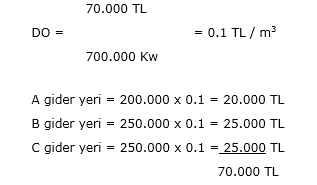 70.000 TL
DO = = 0.1 TL / m³
700.000 Kw
A gider yeri = 200.000 x 0.1 = 20.000 TL
B gider yeri = 250.000 x 0.1 = 25.000 TL
C gider yeri = 250.000 x 0.1 = 25.000 TL
70.000 TL